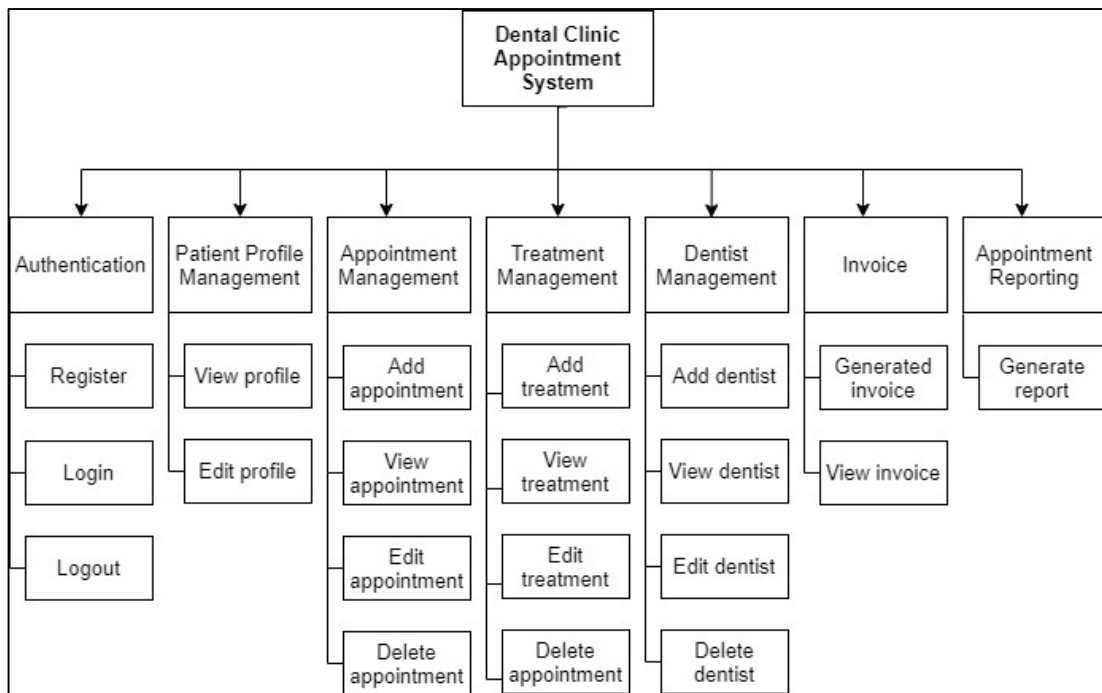 Dental Clinic
Appointment
System
Authentication
Patient Profile
Management
Appointment
Management
Treatment
Management
Dentist
Management
Invoice
Appointment
Reporting
Register
View profile
Add
appointment
Add
treatment
Add dentist
Generated
invoice
Generate
report
Login
Edit profile
View
appointment
View
treatment
View dentist
View invoice
Logout
Edit
appointment
Edit
treatment
Edit dentist
Delete
appointment
Delete
appointment
Delete
dentist